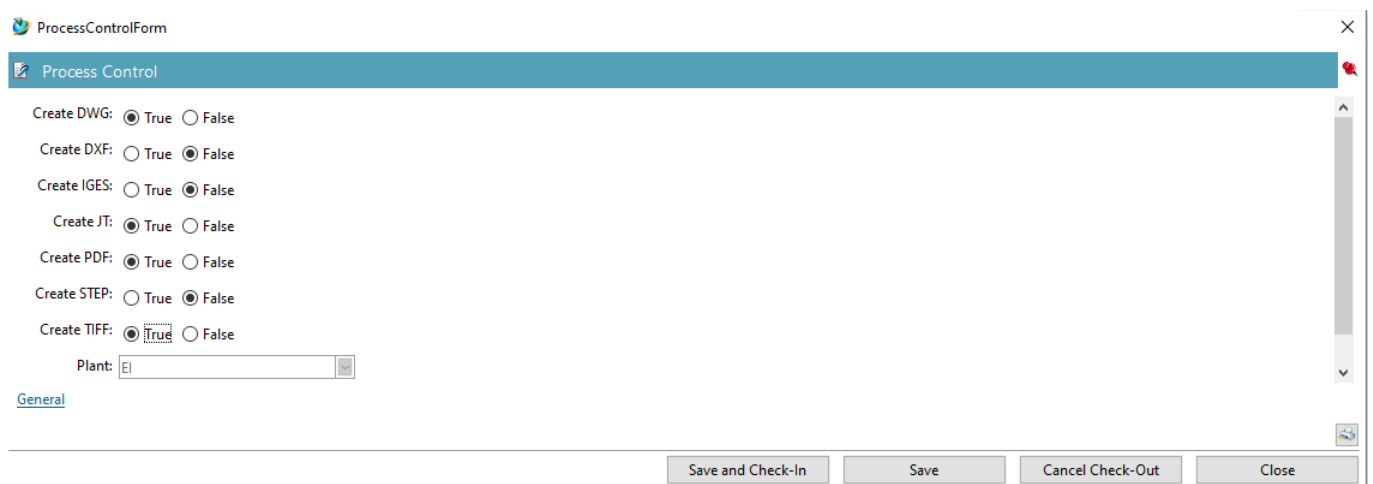 ProcessControlForm
Process Control
Create DWG: True False
Create DXF: True False
Create IGES: True False
Create JT: True False
Create PDF: True False
Create STEP: True False
Create TIFF: True False
Plant: EI
General
Save and Check-In Save Cancel Check-Out Close